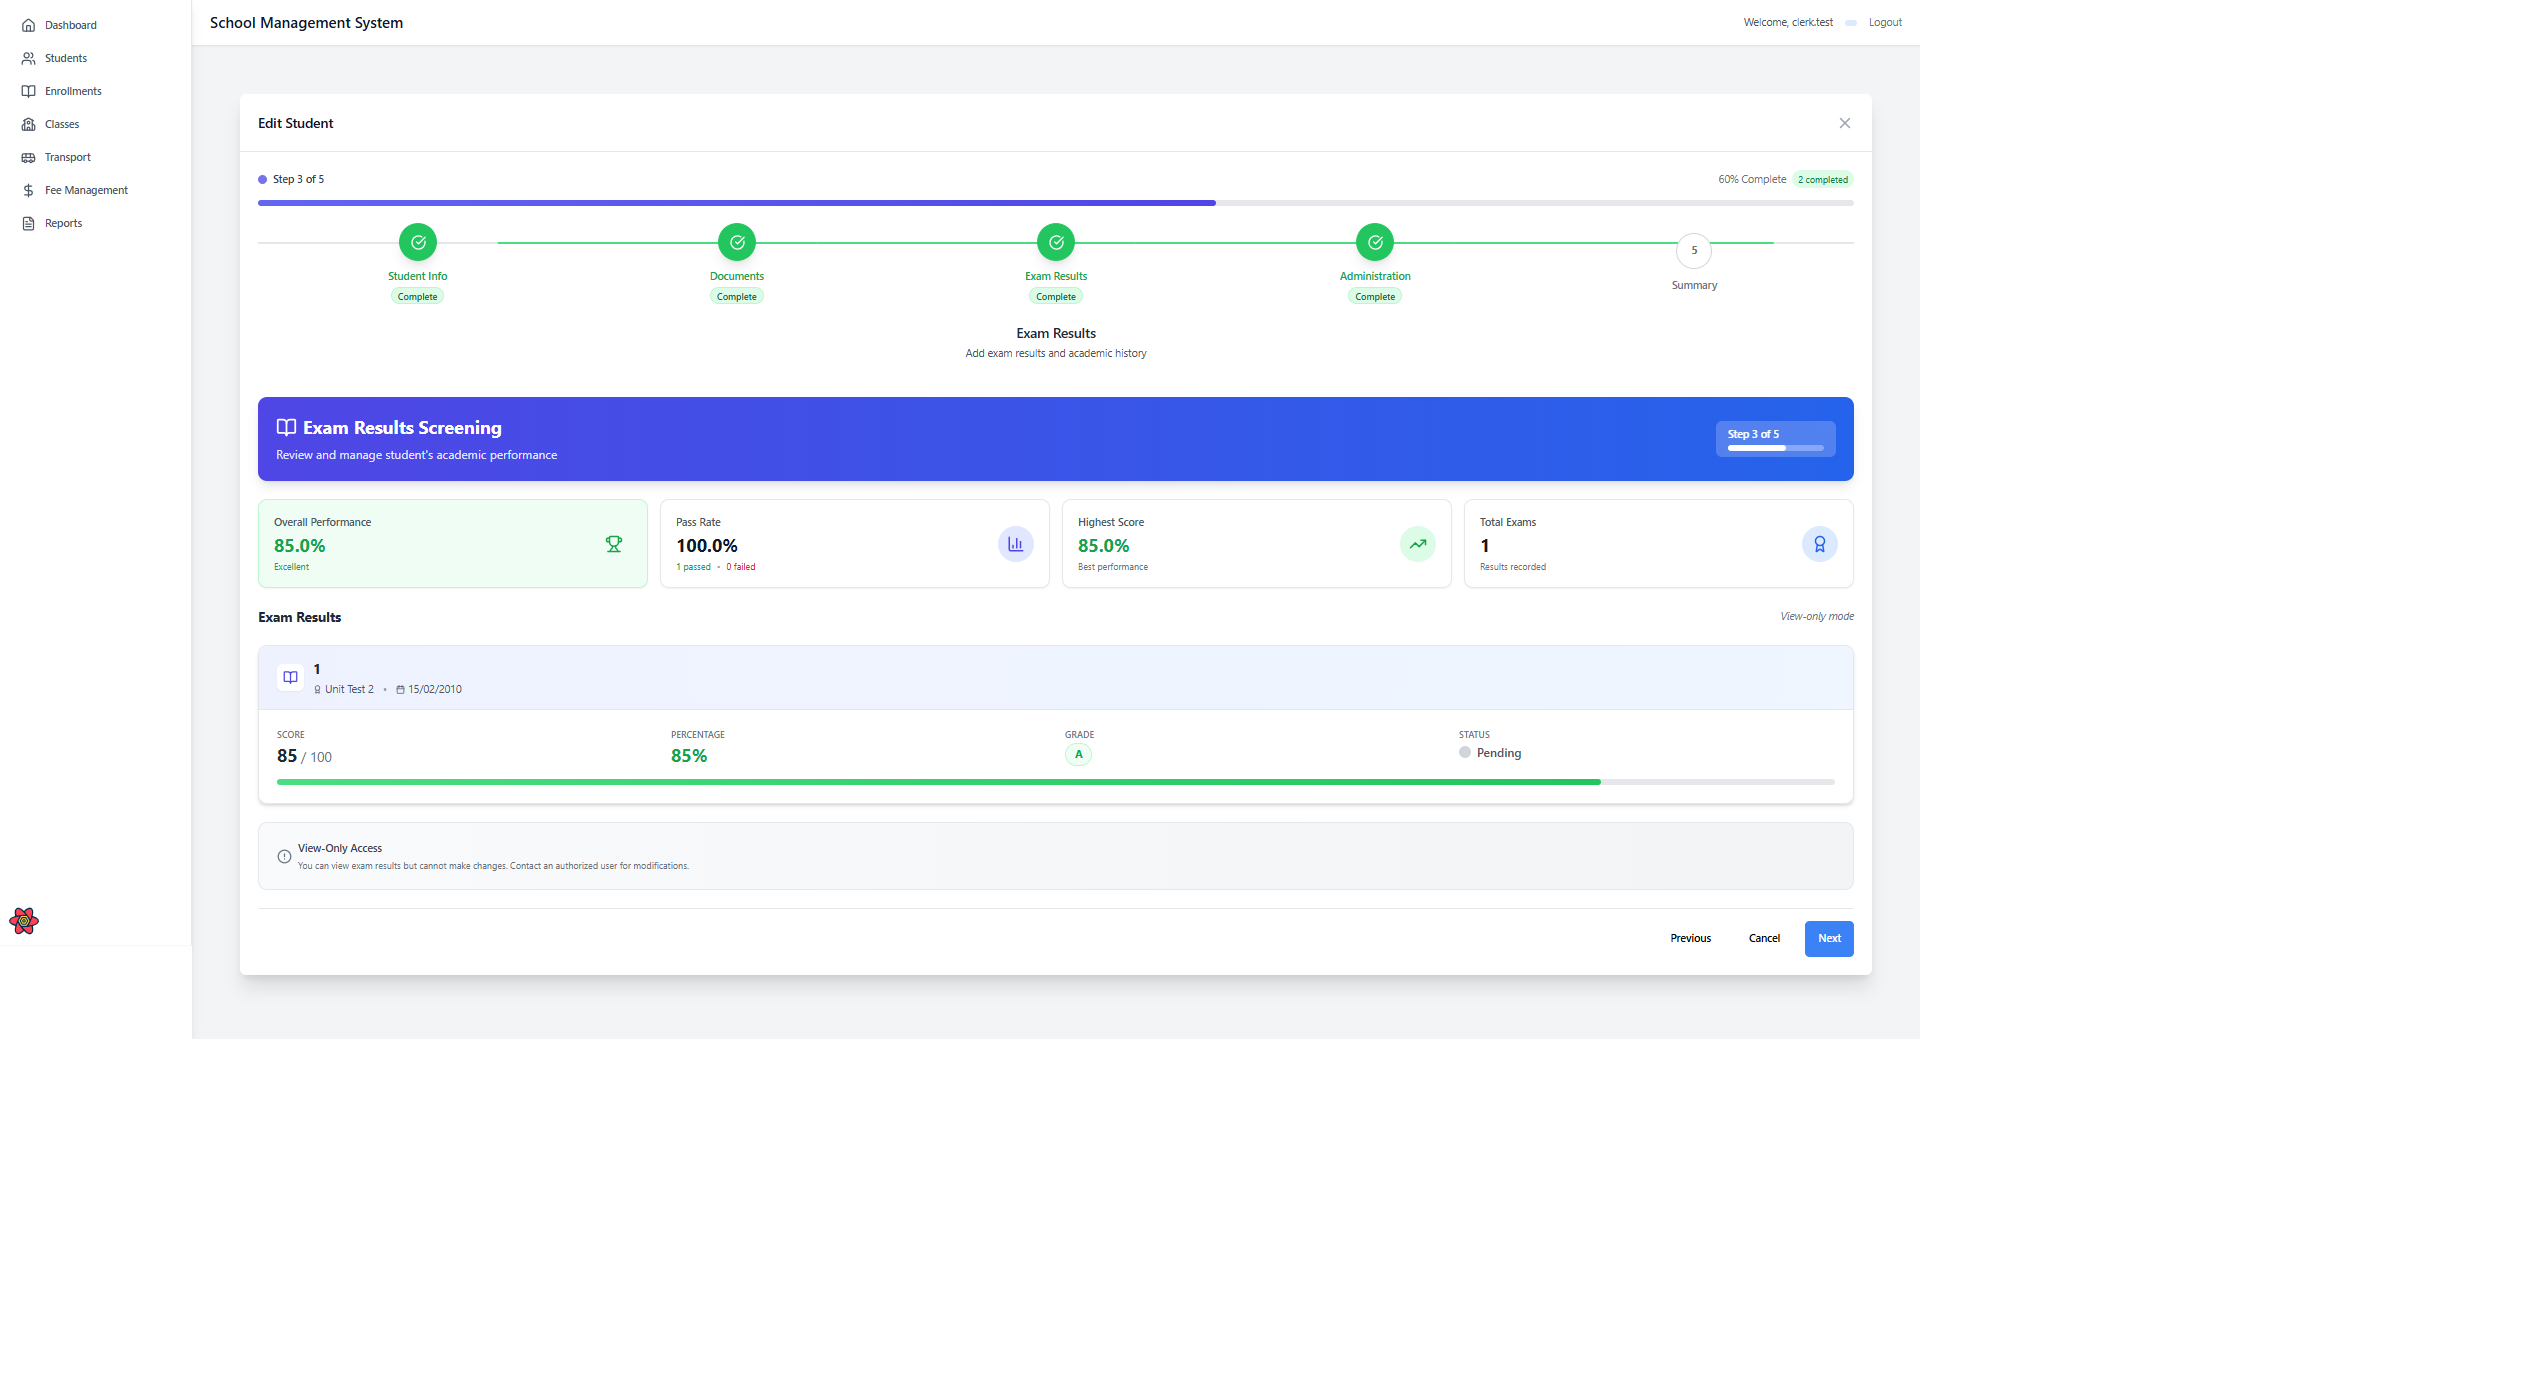 Dashboard
Students
Enrollments
Classes
Transport
Fee Management
Reports
School Management System
Welcome, clerk.test
Logout
Edit Student
Step 3 of 5
60% Complete
2 completed
Student Info
Complete
Documents
Complete
Exam Results
Complete
Administration
Complete
5
Summary
Exam Results
Add exam results and academic history
Exam Results Screening
Review and manage student's academic performance
Step 3 of 5
Overall Performance
85.0%
Excellent
Pass Rate
100.0%
1 passed • 0 failed
Highest Score
85.0%
Best performance
Total Exams
1
Results recorded
Exam Results
View-only mode
1
Unit Test 2 • 15/02/2010
SCORE
85 / 100
PERCENTAGE
85%
GRADE
A
STATUS
Pending
View-Only Access
You can view exam results but cannot make changes. Contact an authorized user for modifications.
Previous
Cancel
Next